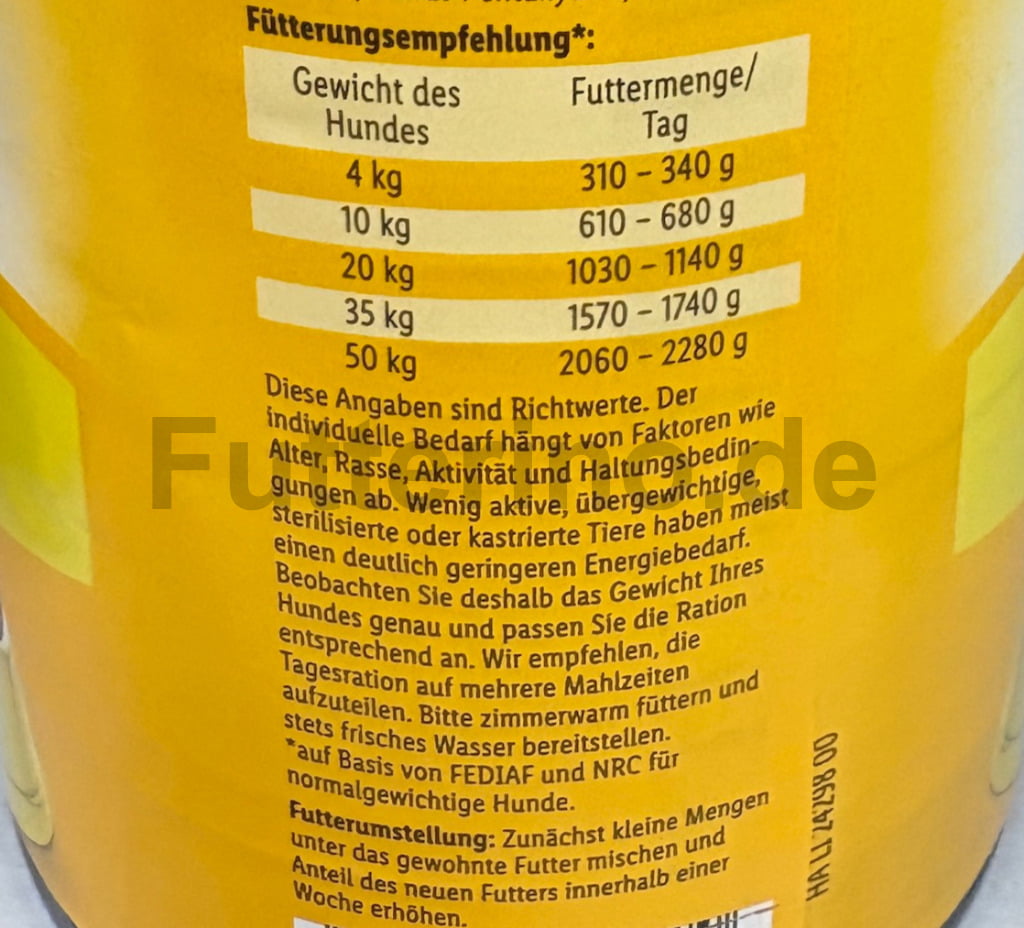 Fütterungsempfehlung*:
Gewicht des Hundes Futtermenge/ Tag
4 kg 310 – 340 g
10 kg 610 – 680 g
20 kg 1030 – 1140 g
35 kg 1570 – 1740 g
50 kg 2060 – 2280 g
Diese Angaben sind Richtwerte. Der
individuelle Bedarf hängt von Faktoren wie
Alter, Rasse, Aktivität und Haltungsbedin-
gungen ab. Wenig aktive, übergewichtige,
sterilisierte oder kastrierte Tiere haben meist
einen deutlich geringeren Energiebedarf.
Beobachten Sie deshalb das Gewicht Ihres
Hundes genau und passen Sie die Ration
entsprechend an. Wir empfehlen, die
Tagesration auf mehrere Mahlzeiten
aufzuteilen. Bitte zimmerwarm füttern und
stets frisches Wasser bereitstellen.
*auf Basis von FEDIAF und NRC für
normalgewichtige Hunde.
Futterumstellung: Zunächst kleine Mengen
unter das gewohnte Futter mischen und
Anteil des neuen Futters innerhalb einer
Woche erhöhen.
HA LI 24298 00
Futterino.de